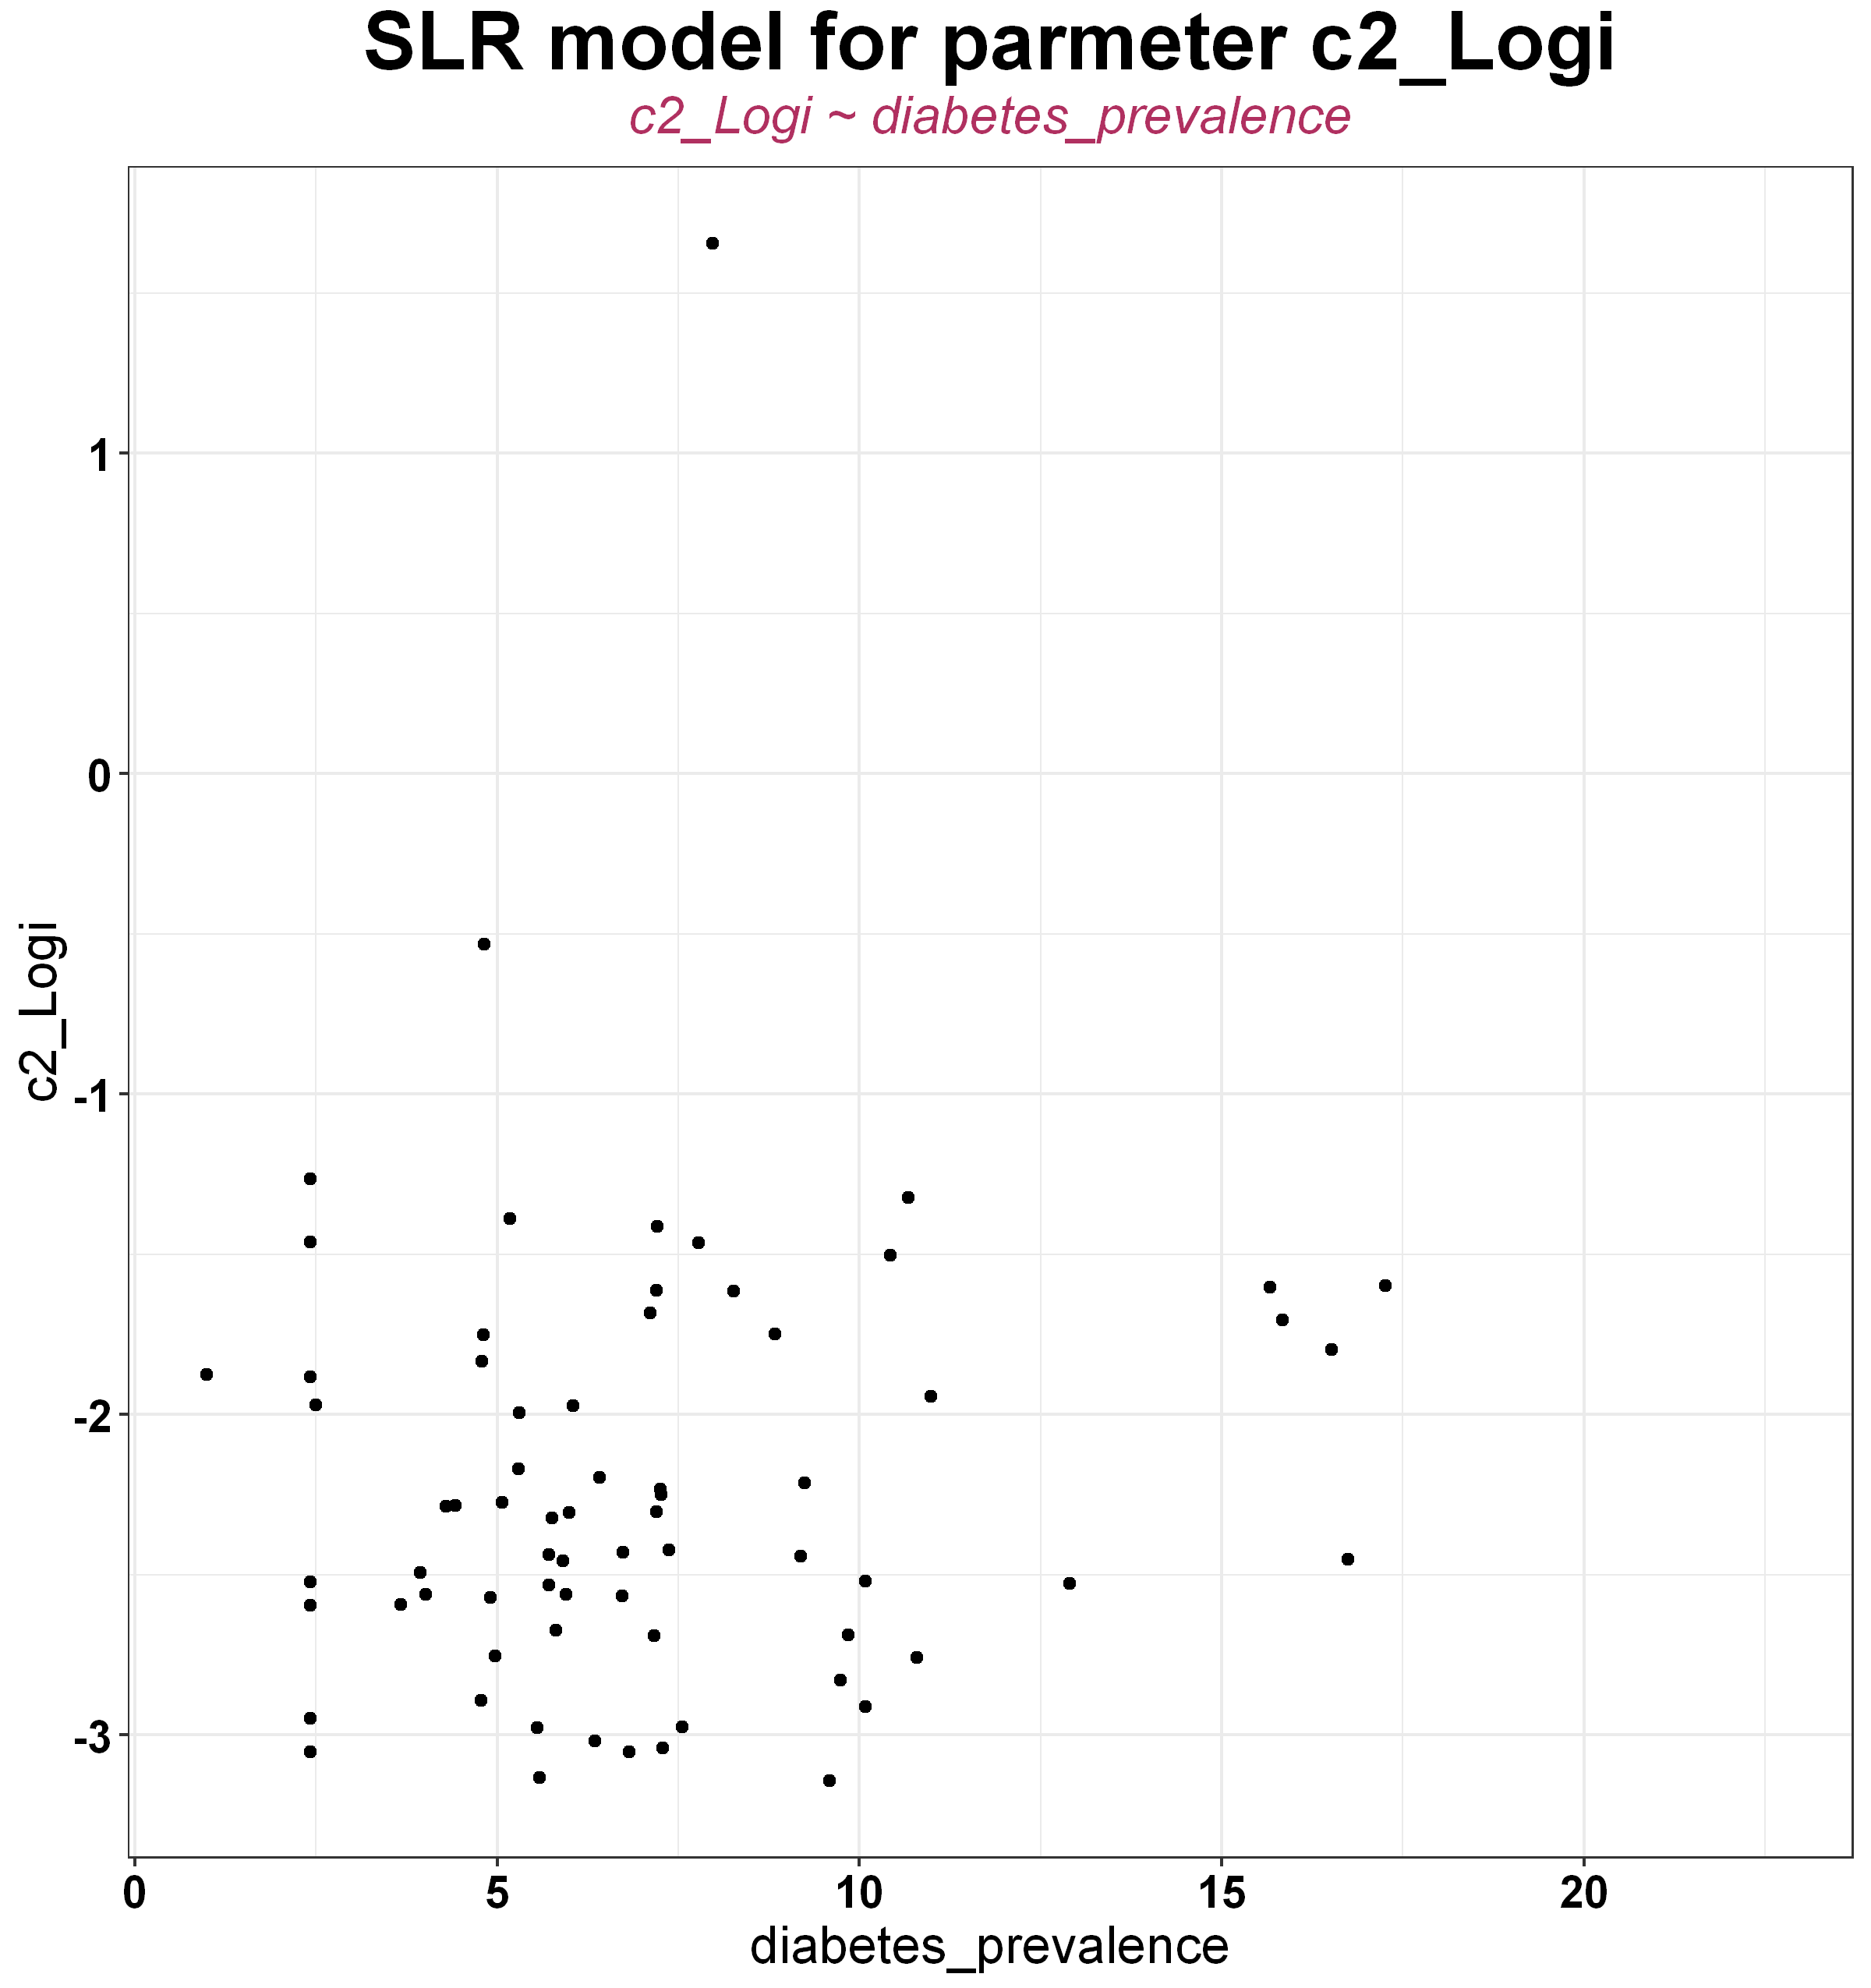 SLR model for parmeter c2_Logi
c2_Logi ~ diabetes_prevalence
1
0
-1
-2
-3
c2_Logi
0 5 10 15 20
diabetes_prevalence